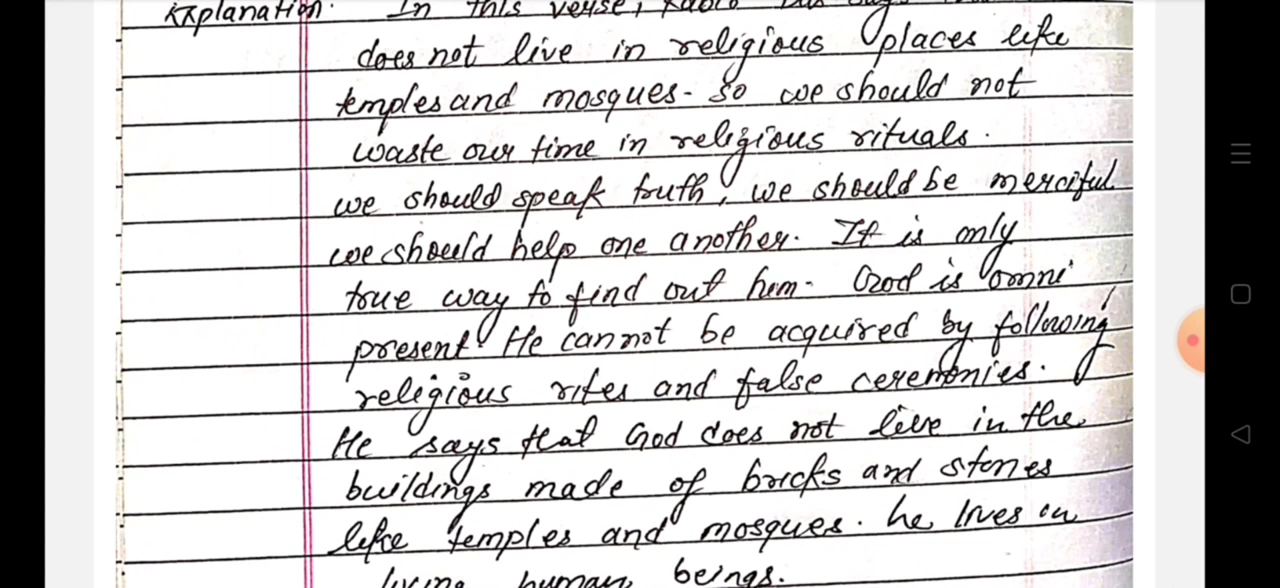 Explanation. In this verse,
does not live in religious places like
temples and mosques. So we should not
waste our time in religious rituals.
we should speak truth, we should be merciful
we should help one another. It is only
true way to find out him. God is omni
present. He cannot be acquired by following
religious rites and false ceremonies.
He says that God does not live in the
buildings made of bricks and stones
like temples and mosques. he lives in
living human beings.